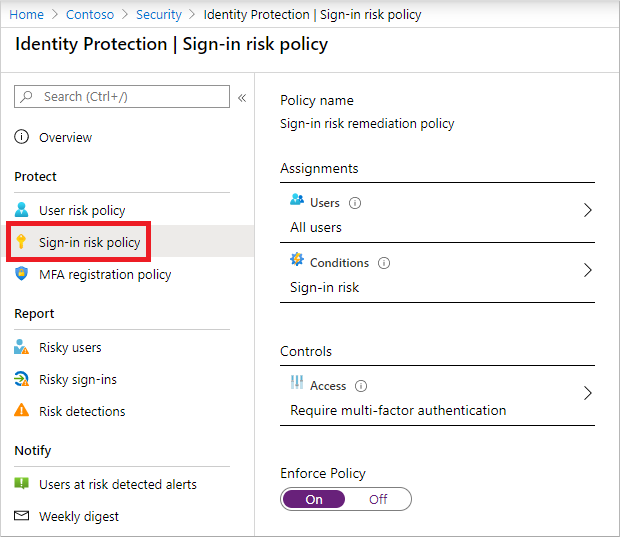 Home > Contoso > Security > Identity Protection | Sign-in risk policy
Identity Protection | Sign-in risk policy
Search (Ctrl+/)
«
Overview
Protect
User risk policy
Sign-in risk policy
MFA registration policy
Report
Risky users
Risky sign-ins
Risk detections
Notify
Users at risk detected alerts
Weekly digest
Policy name
Sign-in risk remediation policy
Assignments
Users
All users
Conditions
Sign-in risk
Controls
Access
Require multi-factor authentication
Enforce Policy
On Off